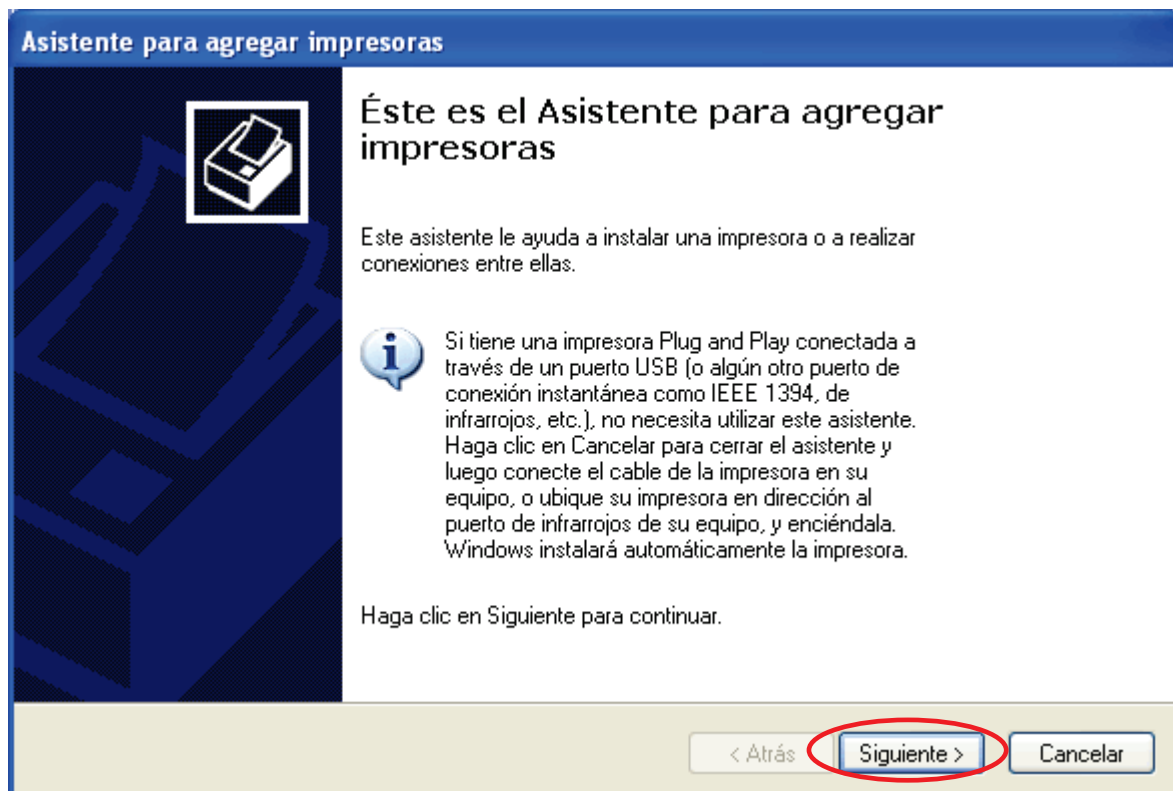 Asistente para agregar impresoras
Éste es el Asistente para agregar
impresoras
Este asistente le ayuda a instalar una impresora o a realizar
conexiones entre ellas.
Si tiene una impresora Plug and Play conectada a
través de un puerto USB (o algún otro puerto de
conexión instantánea como IEEE 1394, de
infrarrojos, etc.), no necesita utilizar este asistente.
Haga clic en Cancelar para cerrar el asistente y
luego conecte el cable de la impresora en su
equipo, o ubique su impresora en dirección al
puerto de infrarrojos de su equipo, y enciéndala.
Windows instalará automáticamente la impresora.
Haga clic en Siguiente para continuar.
< Atrás Siguiente > Cancelar